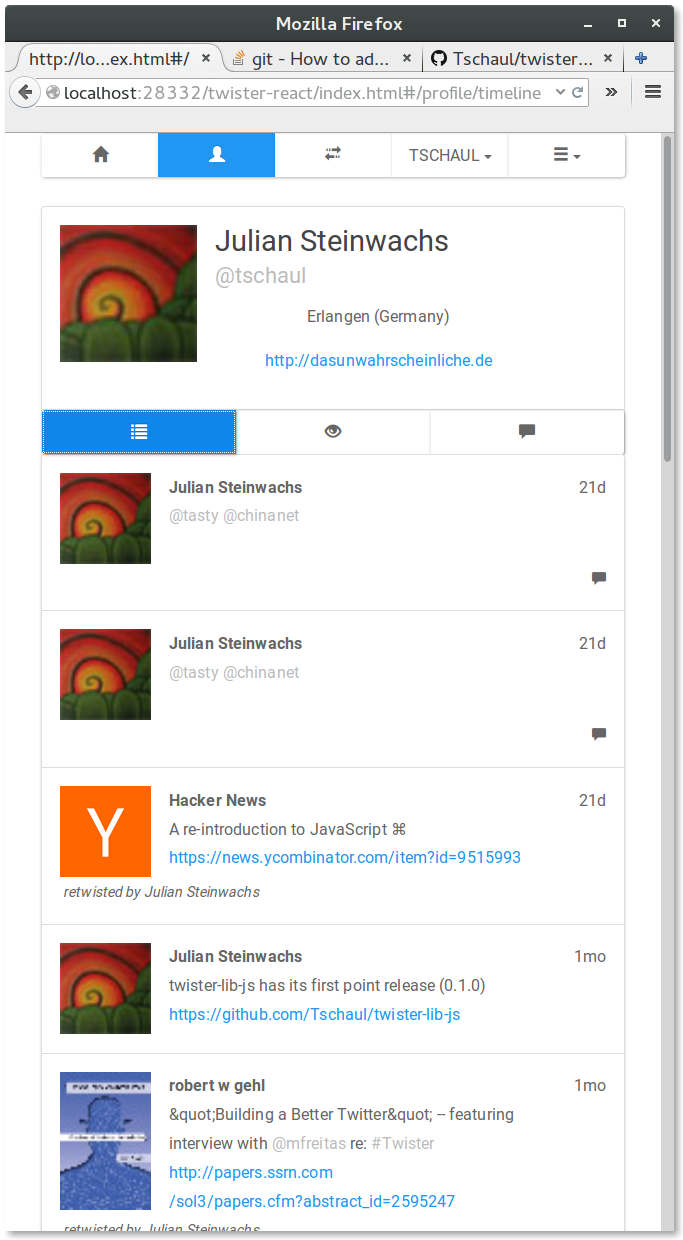 Mozilla Firefox
http://lo...ex.html#/
git - How to ad...
Tschaul/twister...
localhost:28332/twister-react/index.html#/profile/timeline
TSCHAUL
Julian Steinwachs
@tschaul
Erlangen (Germany)
http://dasunwahrscheinliche.de
Julian Steinwachs 21d
@tasty @chinanet
Julian Steinwachs 21d
@tasty @chinanet
Y
Hacker News 21d
A re-introduction to JavaScript ⌘
https://news.ycombinator.com/item?id=9515993
retwisted by Julian Steinwachs
Julian Steinwachs 1mo
twister-lib-js has its first point release (0.1.0)
https://github.com/Tschaul/twister-lib-js
robert w gehl 1mo
&quot;Building a Better Twitter&quot; -- featuring
interview with @mfreitas re: #Twister
http://papers.ssrn.com
/sol3/papers.cfm?abstract_id=2595247
retwisted by Julian Steinwachs